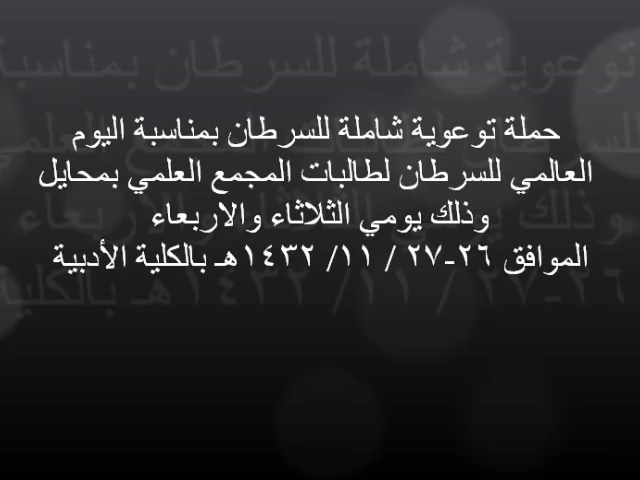 حملة توعوية شاملة للسرطان بمناسبة اليوم
العالمي للسرطان لطالبات المجمع العلمي بمحايل
وذلك يومي الثلاثاء والاربعاء
الموافق ٢٦-٢٧ / ١١/ ١٤٣٢هـ بالكلية الأدبية